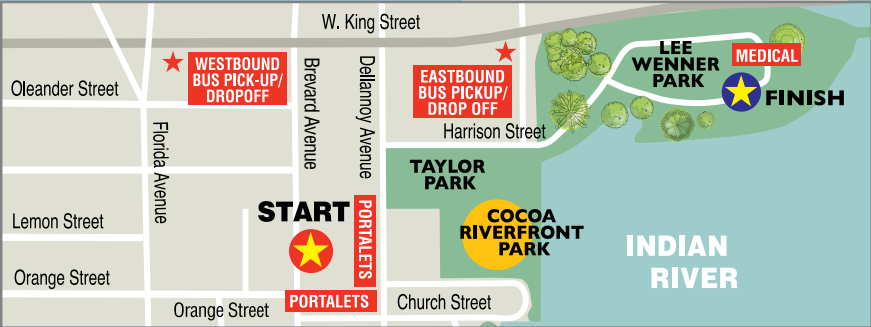 W. King Street
WESTBOUND
BUS PICK-UP/
DROPOFF
EASTBOUND
BUS PICKUP/
DROP OFF
LEE
WENNER
PARK
MEDICAL
FINISH
Oleander Street
Florida Avenue
Brevard Avenue
Dellannoy Avenue
Harrison Street
TAYLOR
PARK
START
PORTALETS
COCOA
RIVERFRONT
PARK
Lemon Street
INDIAN
RIVER
Orange Street
Orange Street
PORTALETS
Church Street